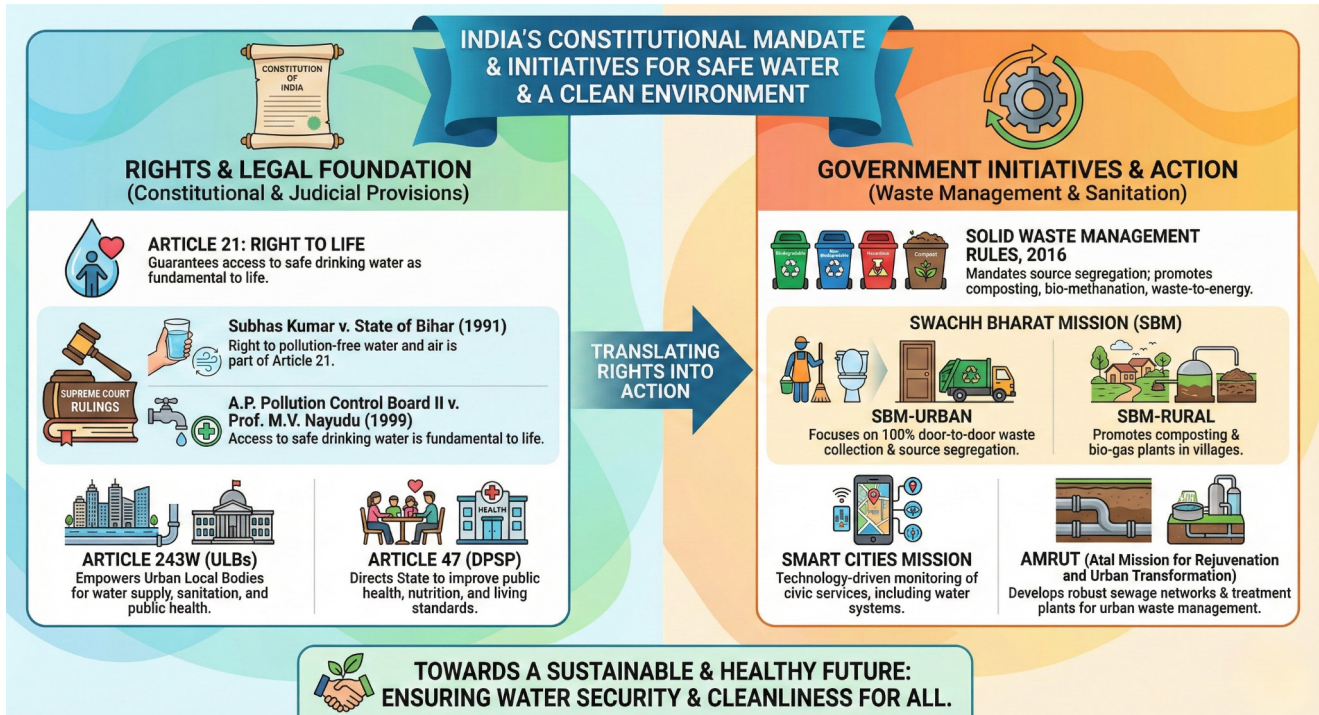 INDIA'S CONSTITUTIONAL MANDATE
& INITIATIVES FOR SAFE WATER
& A CLEAN ENVIRONMENT
CONSTITUTION
OF
INDIA
RIGHTS & LEGAL FOUNDATION
(Constitutional & Judicial Provisions)
ARTICLE 21: RIGHT TO LIFE
Guarantees access to safe drinking water as
fundamental to life.
SUPREME COURT
RULINGS
Subhas Kumar v. State of Bihar (1991)
Right to pollution-free water and air is
part of Article 21.
A.P. Pollution Control Board II v.
Prof. M.V. Nayudu (1999)
Access to safe drinking water is fundamental to life.
ARTICLE 243W (ULBs)
Empowers Urban Local Bodies
for water supply, sanitation, and
public health.
HEALTH
ARTICLE 47 (DPSP)
Directs State to improve public
health, nutrition, and living
standards.
TRANSLATING
RIGHTS INTO
ACTION
GOVERNMENT INITIATIVES & ACTION
(Waste Management & Sanitation)
Biodegradable
Hazardous
Compost
SOLID WASTE MANAGEMENT
RULES, 2016
Mandates source segregation; promotes
composting, bio-methanation, waste-to-energy.
SWACHH BHARAT MISSION (SBM)
SBM-URBAN
Focuses on 100% door-to-door waste
collection & source segregation.
SBM-RURAL
Promotes composting &
bio-gas plants in villages.
SMART CITIES MISSION
Technology-driven monitoring of
civic services, including water
systems.
AMRUT (Atal Mission for Rejuvenation
and Urban Transformation)
Develops robust sewage networks & treatment
plants for urban waste management.
TOWARDS A SUSTAINABLE & HEALTHY FUTURE:
ENSURING WATER SECURITY & CLEANLINESS FOR ALL.